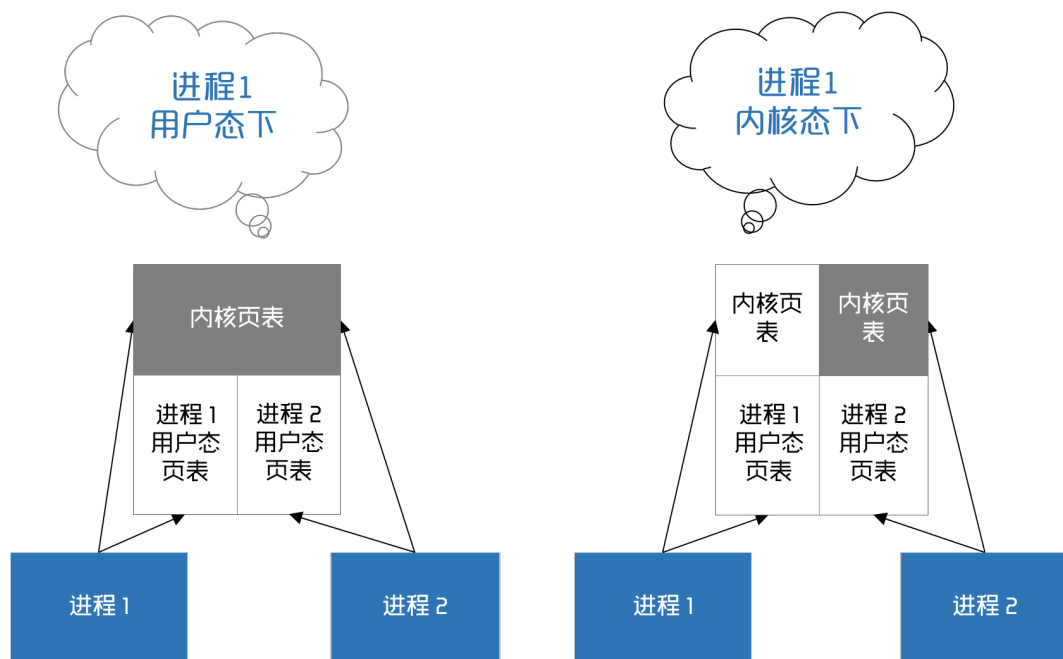 进程1
用户态下
进程1
内核态下
内核页表
进程 1
用户态
页表
进程 2
用户态
页表
内核页
表
内核页
表
进程 1
用户态
页表
进程 2
用户态
页表
进程 1
进程 2
进程 1
进程 2